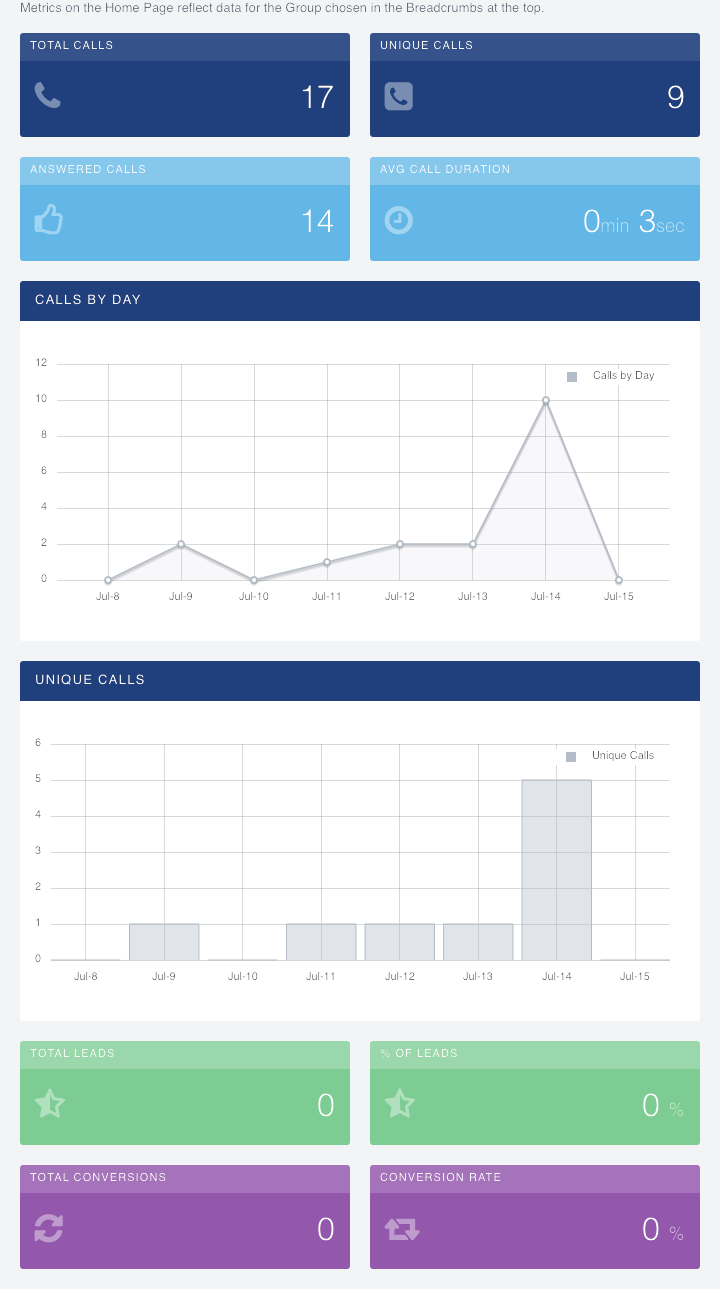 Metrics on the Home Page reflect data for the Group chosen in the Breadcrumbs at the top.
TOTAL CALLS
17
UNIQUE CALLS
9
ANSWERED CALLS
14
AVG CALL DURATION
0min 3sec
CALLS BY DAY
12
10
8
6
4
2
0
Calls by Day
Jul-8 Jul-9 Jul-10 Jul-11 Jul-12 Jul-13 Jul-14 Jul-15
UNIQUE CALLS
6
5
4
3
2
1
0
Unique Calls
Jul-8 Jul-9 Jul-10 Jul-11 Jul-12 Jul-13 Jul-14 Jul-15
TOTAL LEADS
0
% OF LEADS
0 %
TOTAL CONVERSIONS
0
CONVERSION RATE
0 %